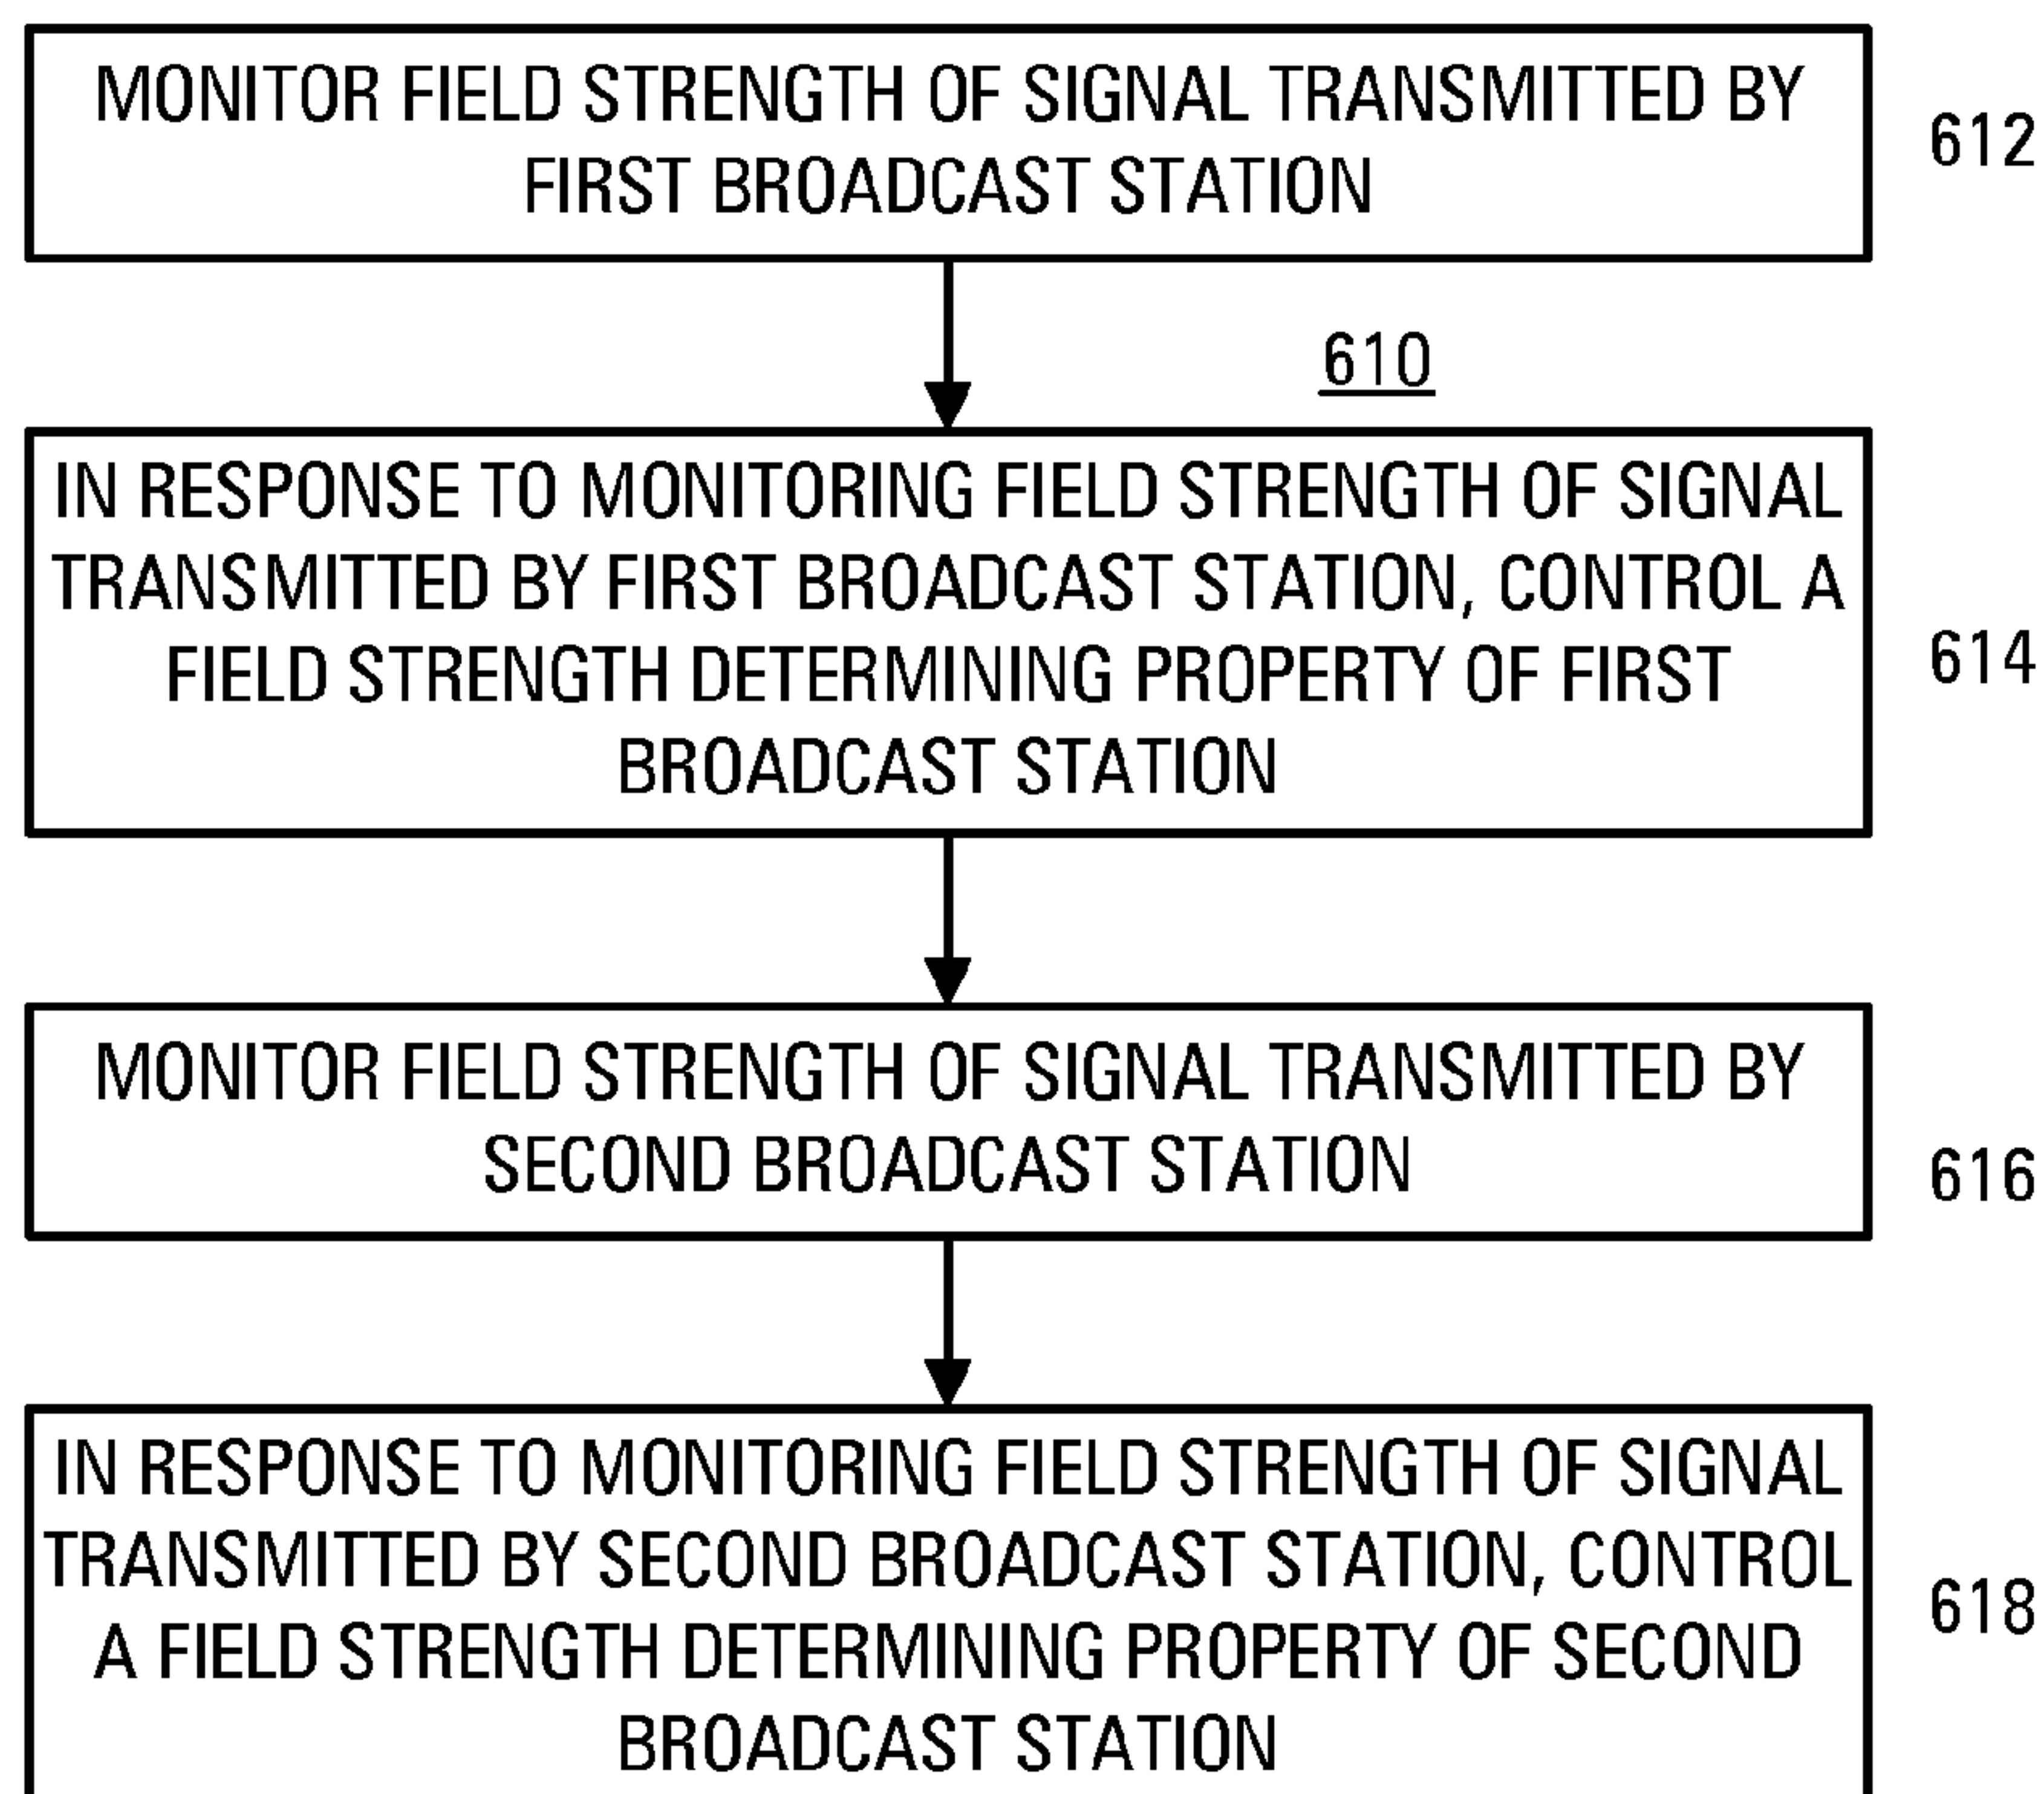 MONITOR FIELD STRENGTH OF SIGNAL TRANSMITTED BY
FIRST BROADCAST STATION
612
610
IN RESPONSE TO MONITORING FIELD STRENGTH OF SIGNAL
TRANSMITTED BY FIRST BROADCAST STATION, CONTROL A
FIELD STRENGTH DETERMINING PROPERTY OF FIRST
BROADCAST STATION
614
MONITOR FIELD STRENGTH OF SIGNAL TRANSMITTED BY
SECOND BROADCAST STATION
616
IN RESPONSE TO MONITORING FIELD STRENGTH OF SIGNAL
TRANSMITTED BY SECOND BROADCAST STATION, CONTROL
A FIELD STRENGTH DETERMINING PROPERTY OF SECOND
BROADCAST STATION
618